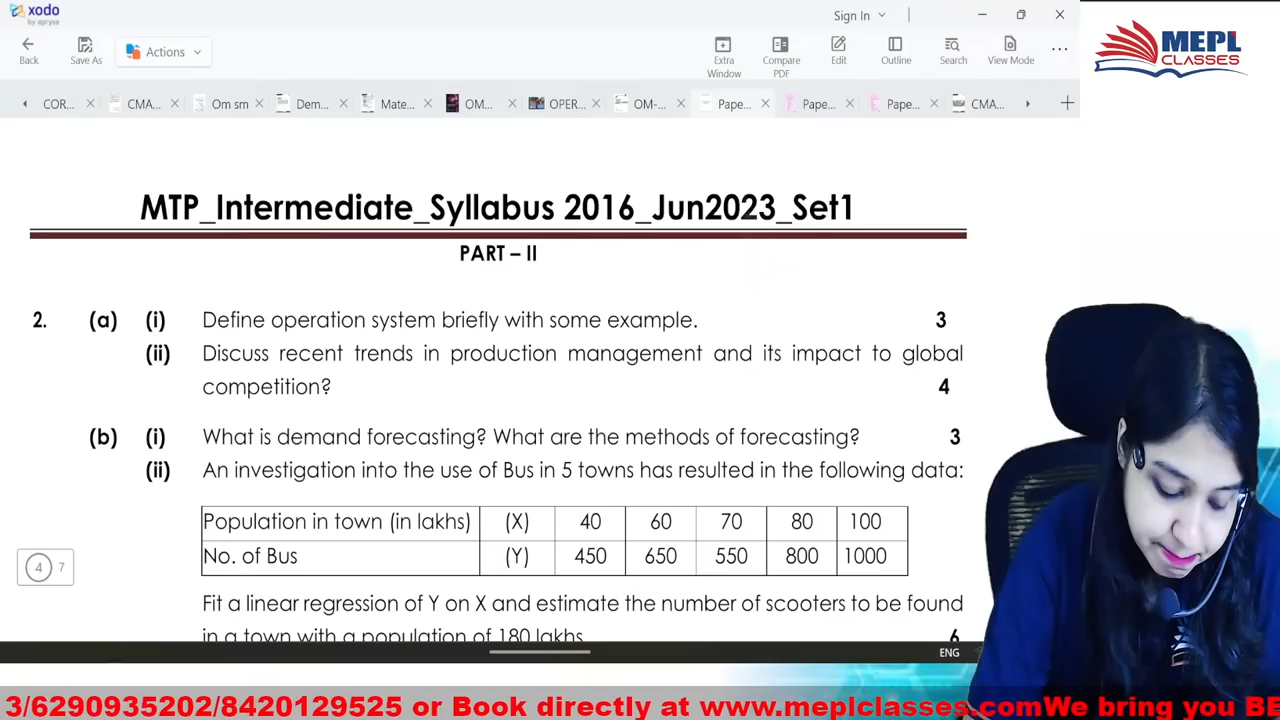 xodo
by apryse
Sign In
Back
Save As
Actions
Extra Window
Compare PDF
Edit
Outline
Search
View Mode
COR...
CMA...
Om sm
Dem...
Mate...
OM...
OPER...
OM-...
Pape...
Pape...
Pape...
CMA...
MEPL
CLASSES
MTP_Intermediate_Syllabus 2016_Jun2023_Set1
PART – II
2. (a) (i) Define operation system briefly with some example. 3
(ii) Discuss recent trends in production management and its impact to global
competition? 4
(b) (i) What is demand forecasting? What are the methods of forecasting? 3
(ii) An investigation into the use of Bus in 5 towns has resulted in the following data:
Population in town (in lakhs) (X) 40 60 70 80 100
No. of Bus (Y) 450 650 550 800 1000
4 7
Fit a linear regression of Y on X and estimate the number of scooters to be found
in a town with a population of 180 lakhs 6
ENG
3/6290935202/8420129525 or Book directly at www.meplclasses.comWe bring you BE